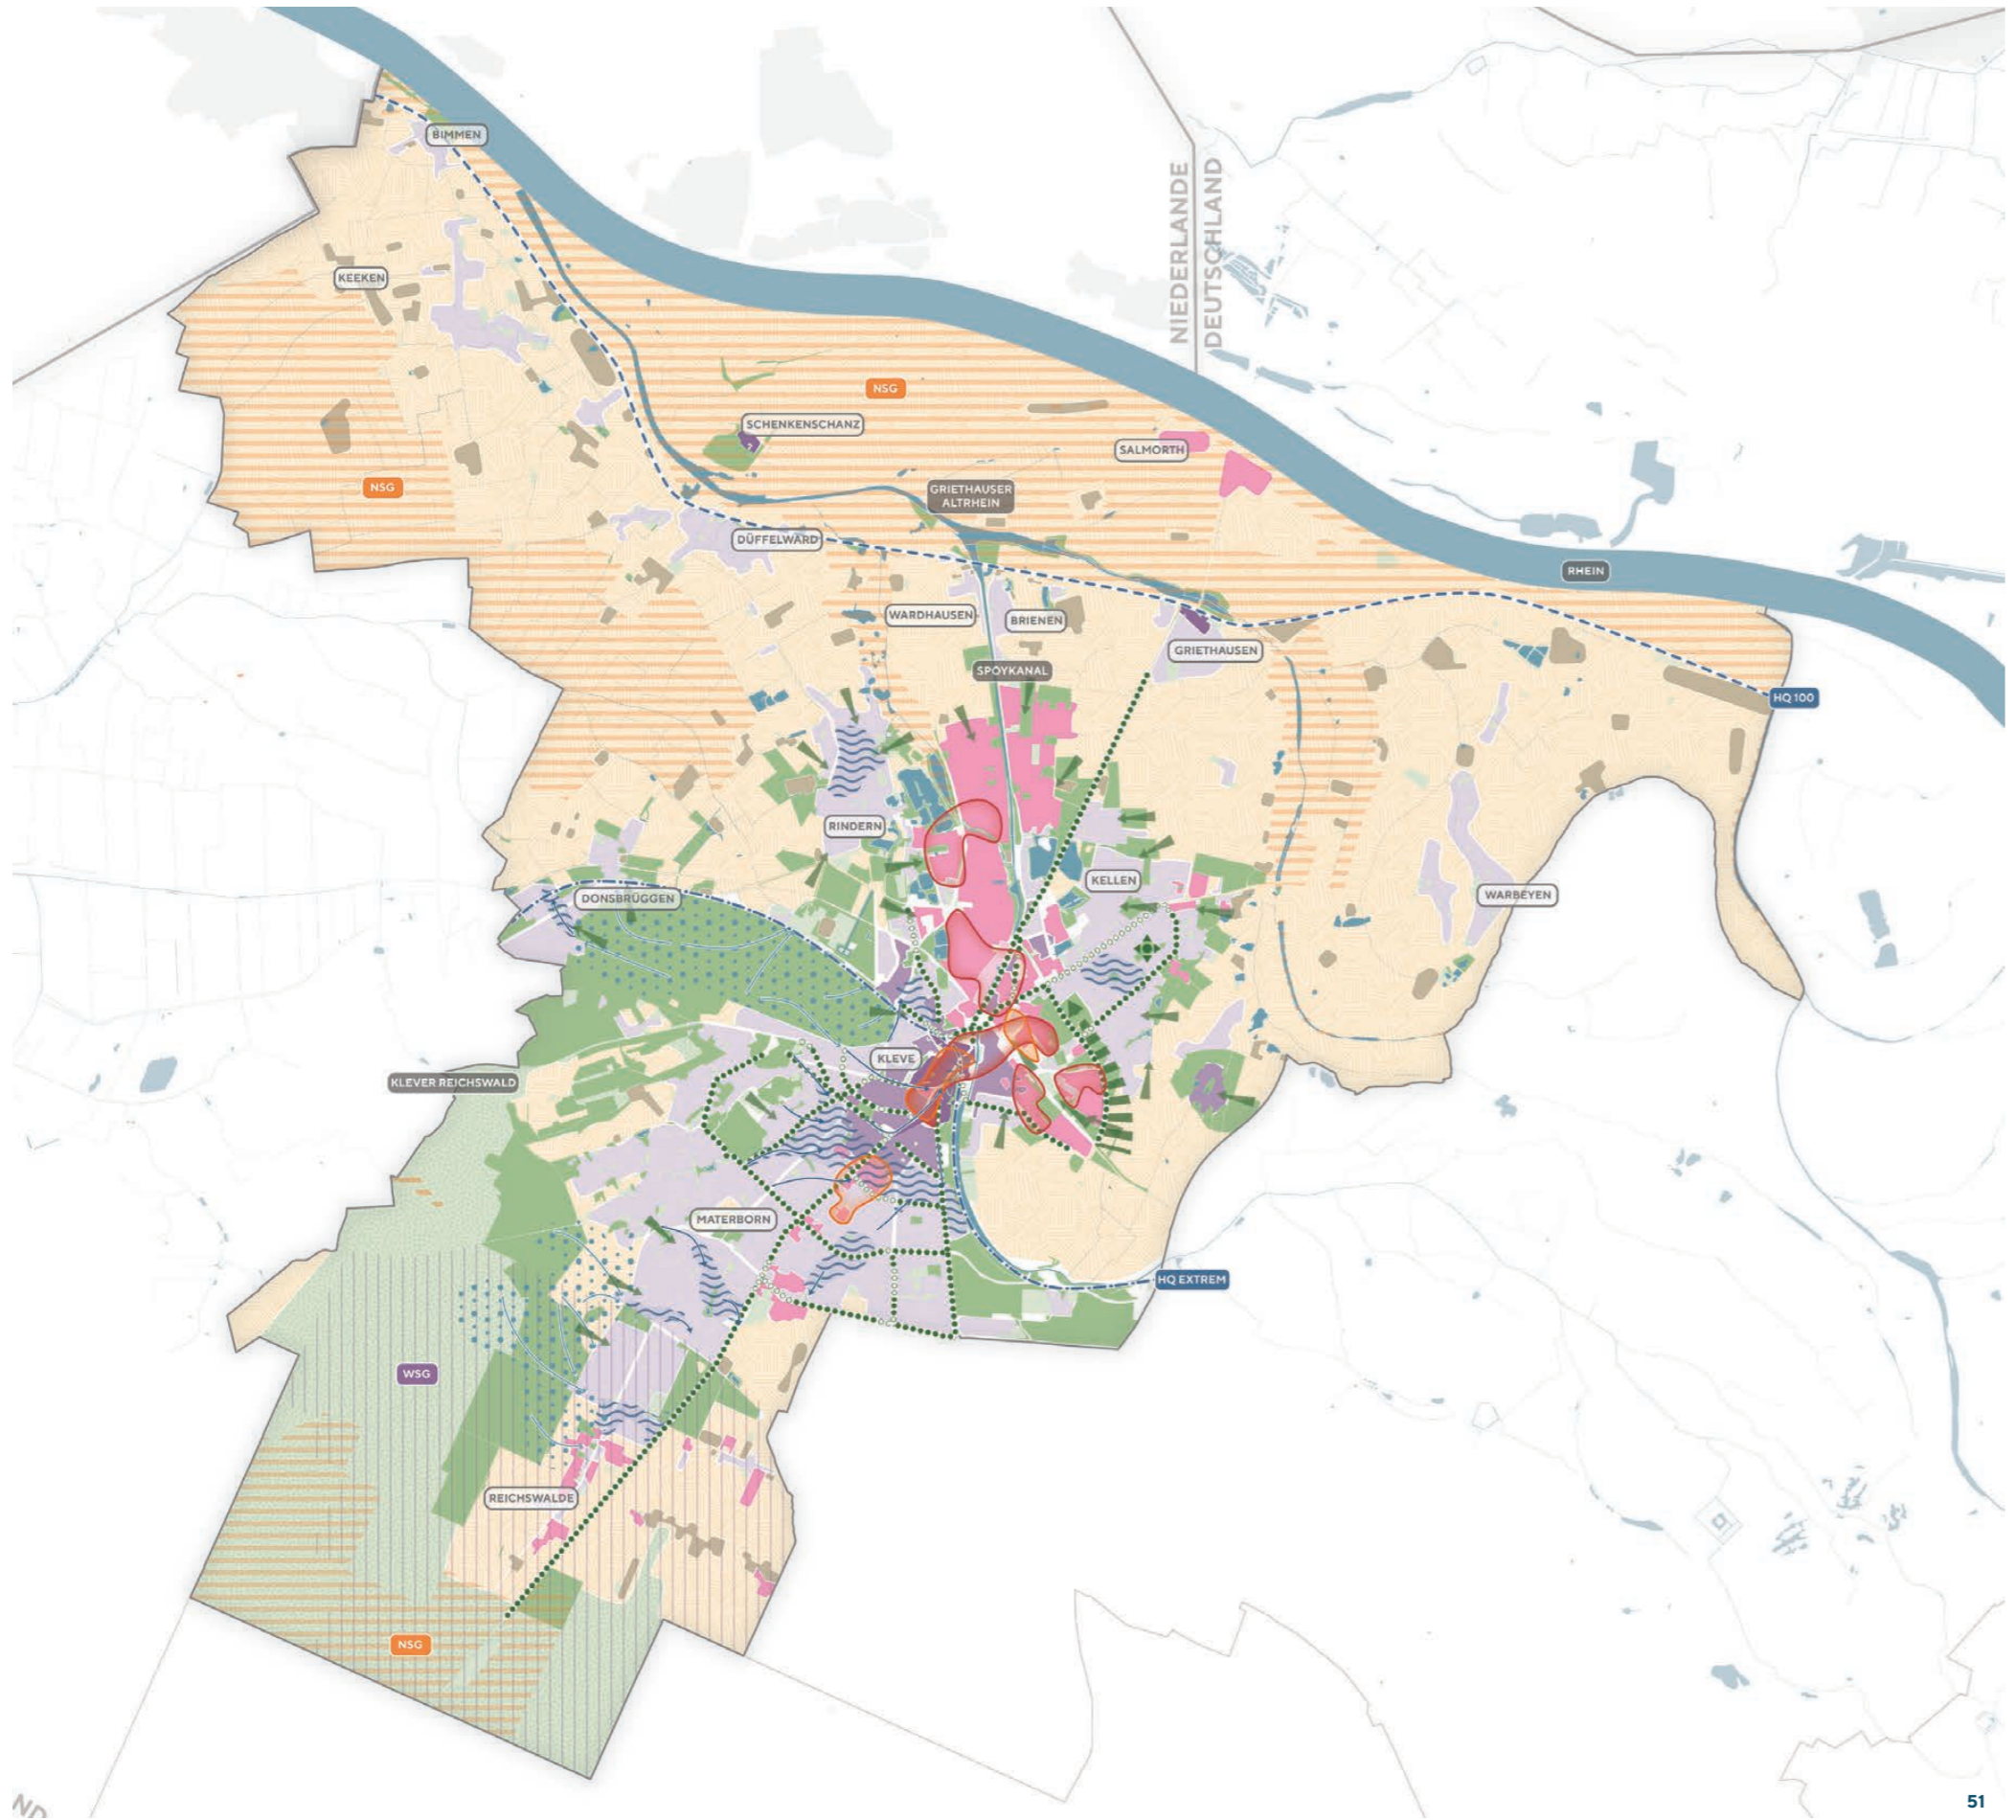 BIMMEN
NIEDERLANDE
DEUTSCHLAND
KEEKEN
NSG
SCHENKENSCHANZ
SALMORTH
NSG
GRIETHAUSER
ALTRHEIN
DÜFFELWARD
RHEIN
WARDHAUSEN
BRIENEN
GRIETHAUSEN
SPOYKANAL
HQ 100
RINDERN
KELLEN
DONSBRÜGGEN
WARBEYEN
KLEVE
KLEVER REICHSWALD
MATERBORN
HQ EXTREM
WSG
REICHSWALDE
NSG
ND
51